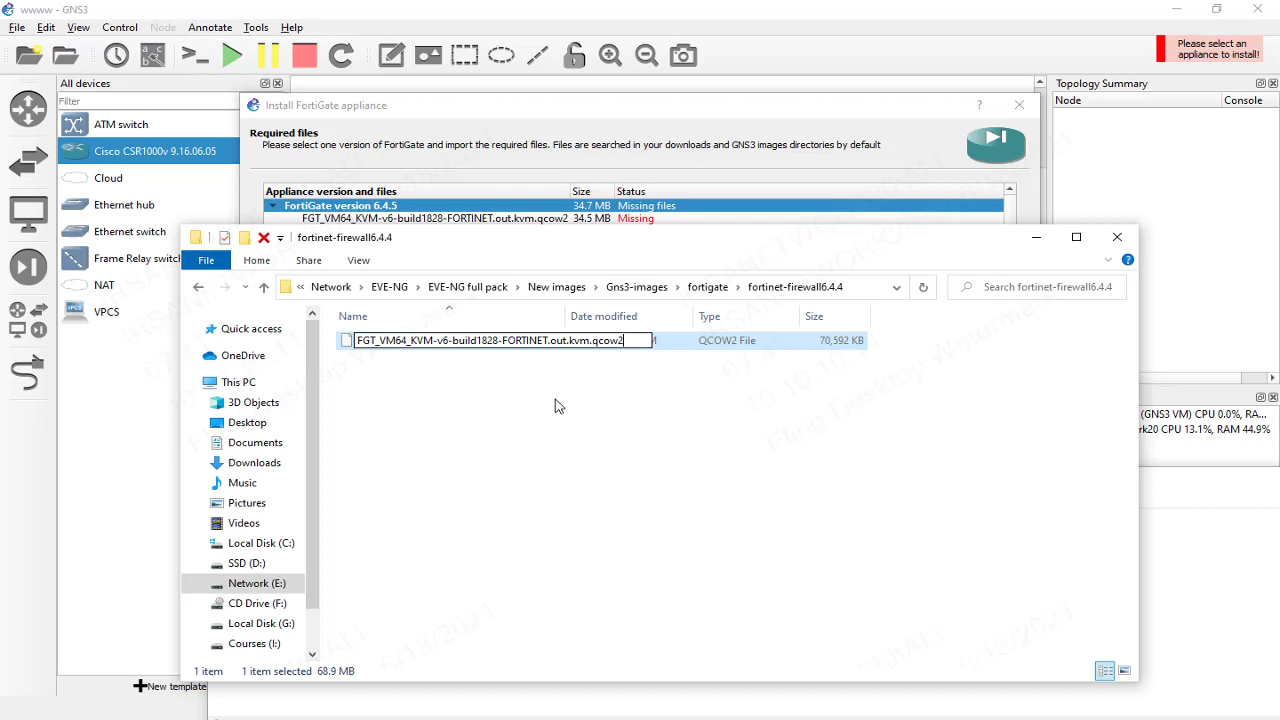 wwww - GNS3
File Edit View Control Node Annotate Tools Help
Please select an
appliance to install!
All devices
Filter
ATM switch
Cisco CSR1000v 9.16.06.05
Cloud
Ethernet hub
Ethernet switch
Frame Relay switch
NAT
VPCS
New template
Install FortiGate appliance
Required files
Please select one version of FortiGate and import the required files. Files are searched in your downloads and GNS3 images directories by default
Appliance version and files Size Status
FortiGate version 6.4.5 34.7 MB Missing files
FGT_VM64_KVM-v6-build1828-FORTINET.out.kvm.qcow2 34.5 MB Missing
Topology Summary
Node Console
(GNS3 VM) CPU 0.0%, RA...
rk20 CPU 13.1%, RAM 44.9%
fortinet-firewall6.4.4
File Home Share View
« Network > EVE-NG > EVE-NG full pack > New images > Gns3-images > fortigate > fortinet-firewall6.4.4
Search fortinet-firewall6.4.4
Name Date modified Type Size
FGT_VM64_KVM-v6-build1828-FORTINET.out.kvm.qcow2 QCOW2 File 70,592 KB
Quick access
OneDrive
This PC
3D Objects
Desktop
Documents
Downloads
Music
Pictures
Videos
Local Disk (C:)
SSD (D:)
Network (E:)
CD Drive (F:)
Local Disk (G:)
Courses (I:)
1 item 1 item selected 68.9 MB